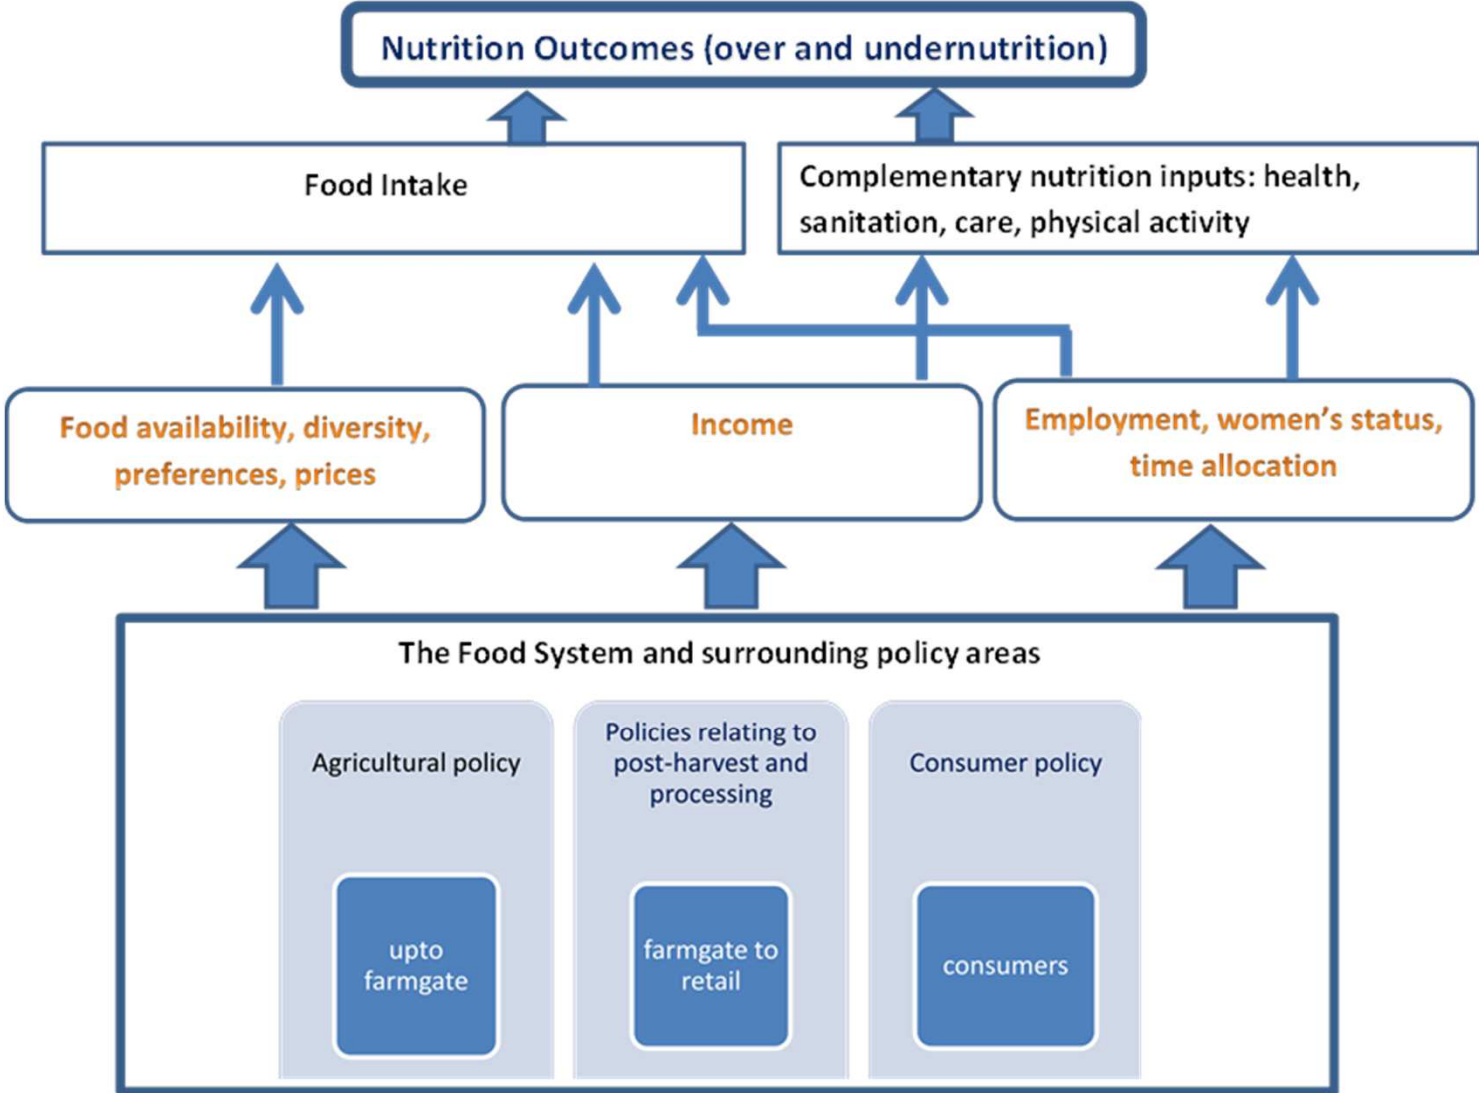 Nutrition Outcomes (over and undernutrition)
Food Intake
Complementary nutrition inputs: health,
sanitation, care, physical activity
Food availability, diversity,
preferences, prices
Income
Employment, women’s status,
time allocation
The Food System and surrounding policy areas
Agricultural policy
Policies relating to
post-harvest and
processing
Consumer policy
upto
farmgate
farmgate to
retail
consumers